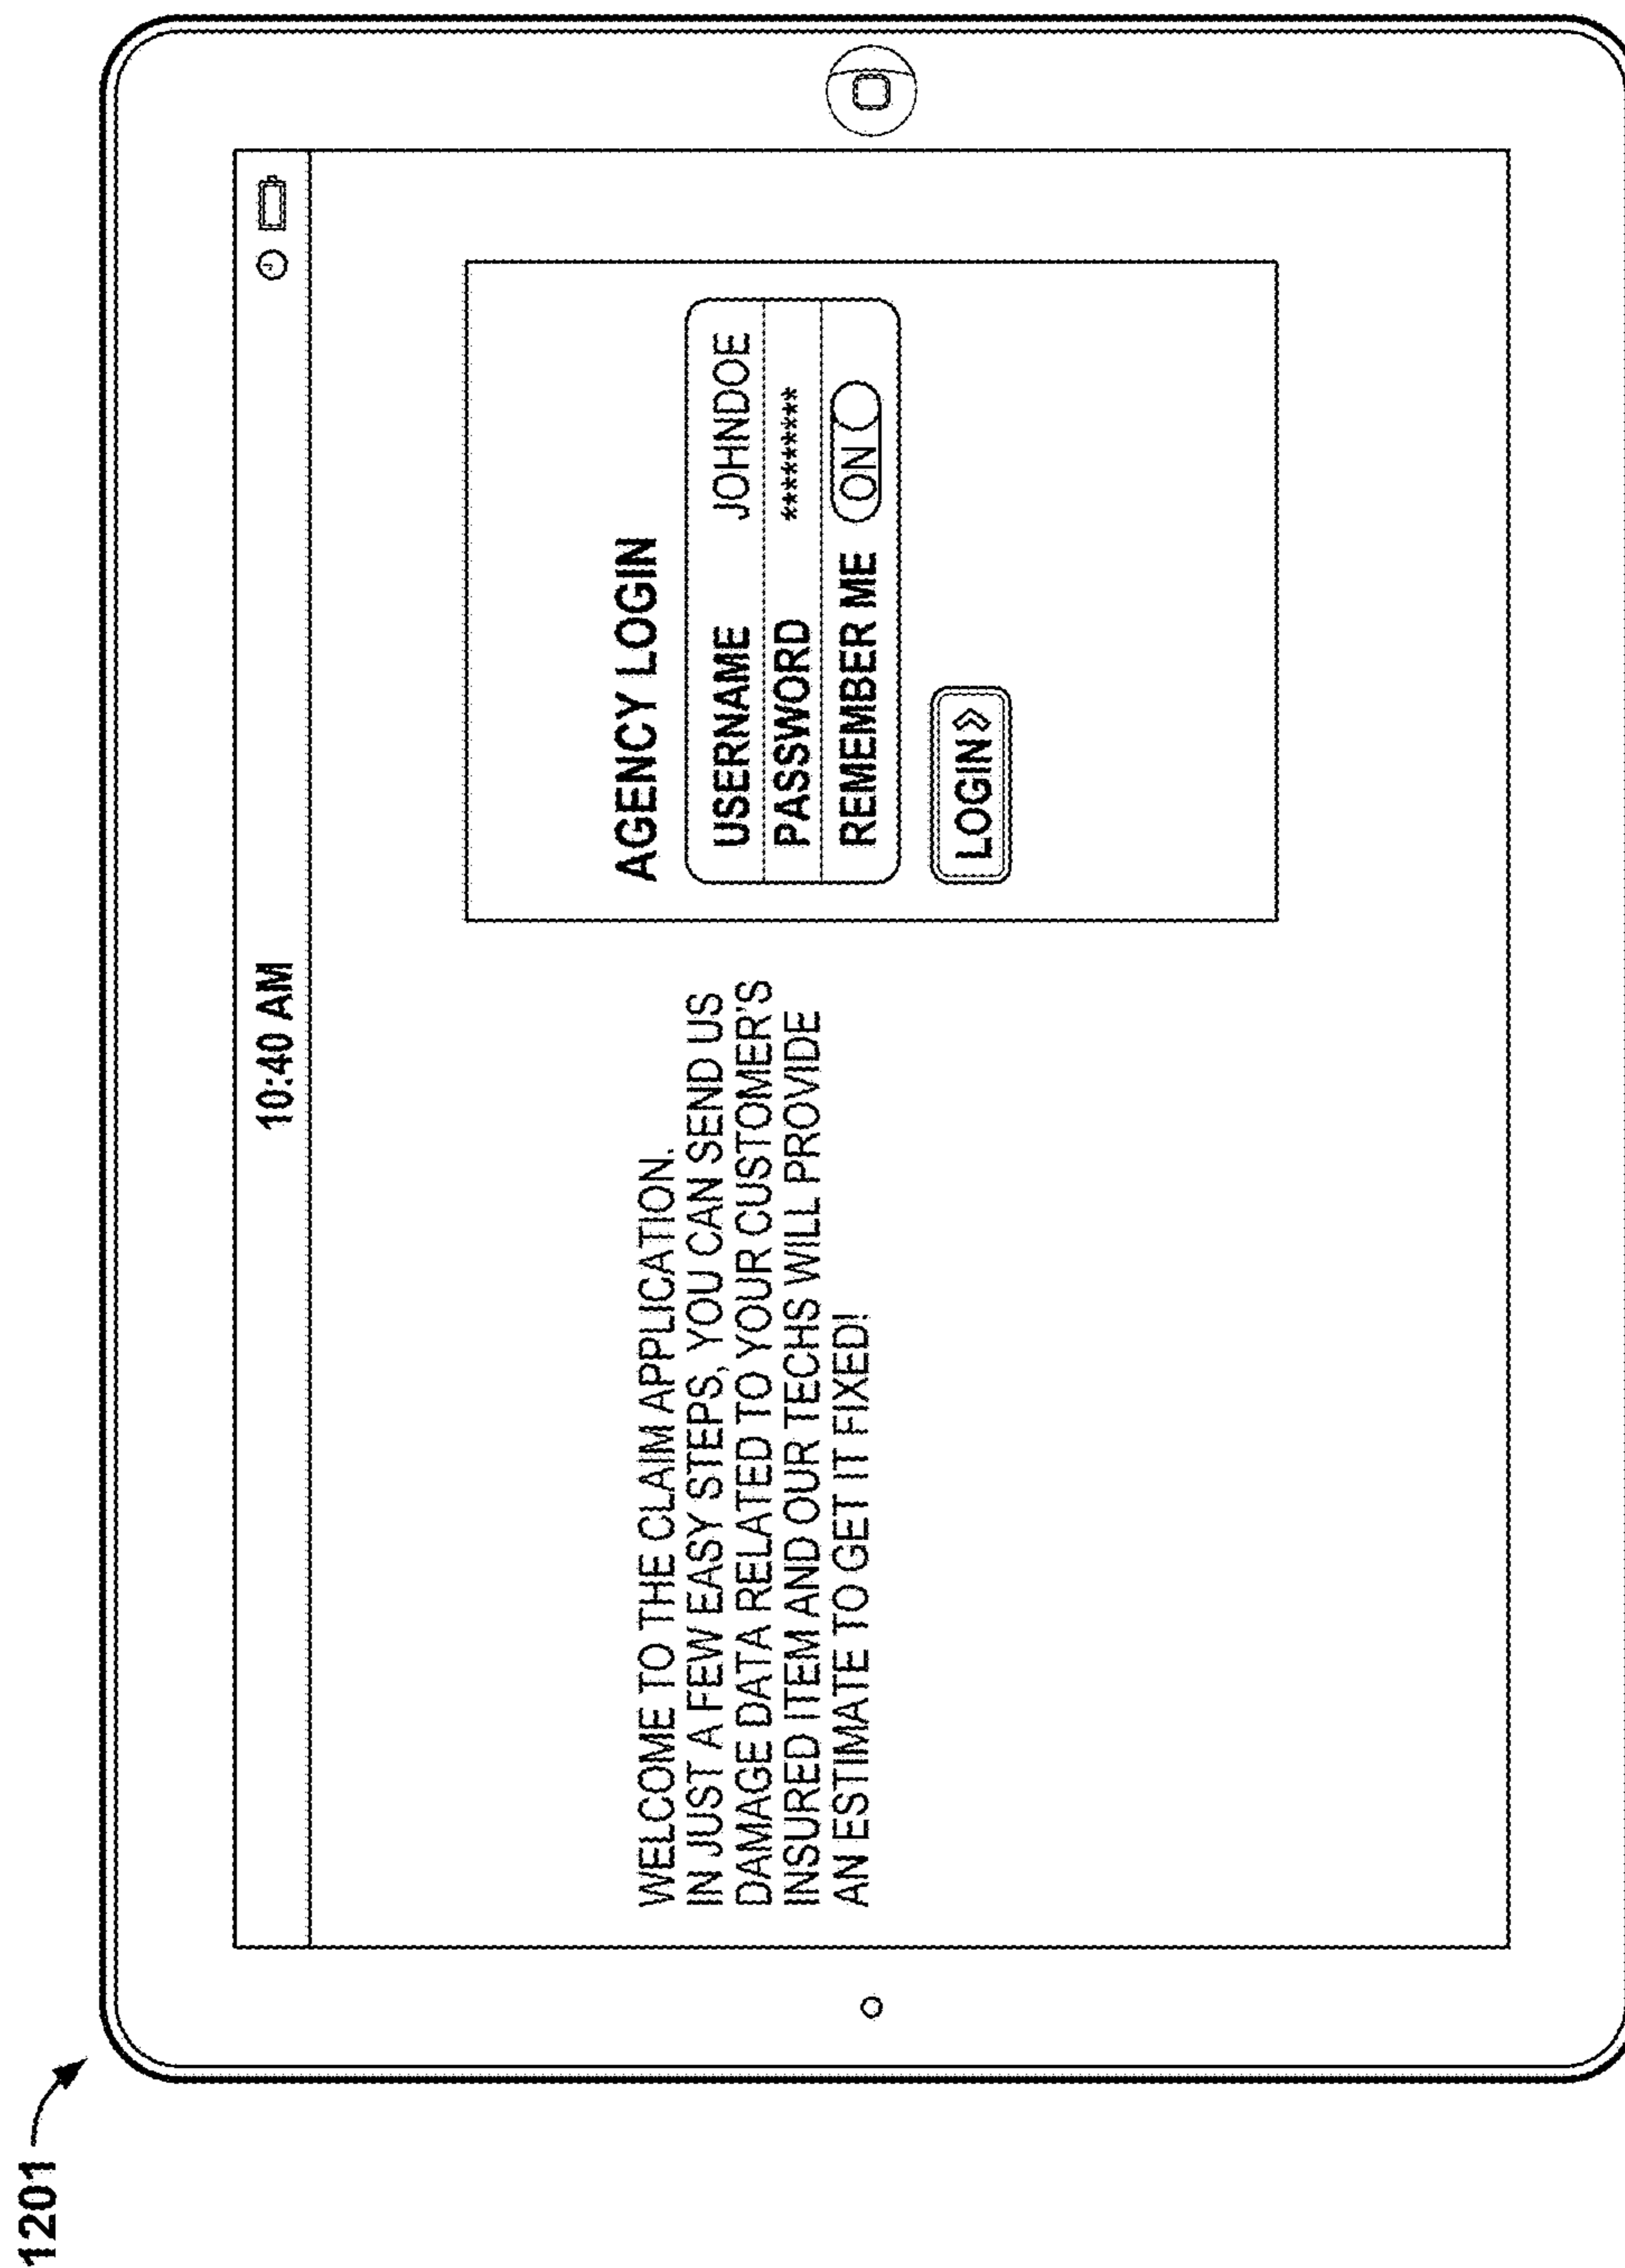 1201
10:40 AM
WELCOME TO THE CLAIM APPLICATION.
IN JUST A FEW EASY STEPS, YOU CAN SEND US
DAMAGE DATA RELATED TO YOUR CUSTOMER'S
INSURED ITEM AND OUR TECHS WILL PROVIDE
AN ESTIMATE TO GET IT FIXED!
AGENCY LOGIN
USERNAME JOHNDOE
PASSWORD *********
REMEMBER ME ON
LOGIN »